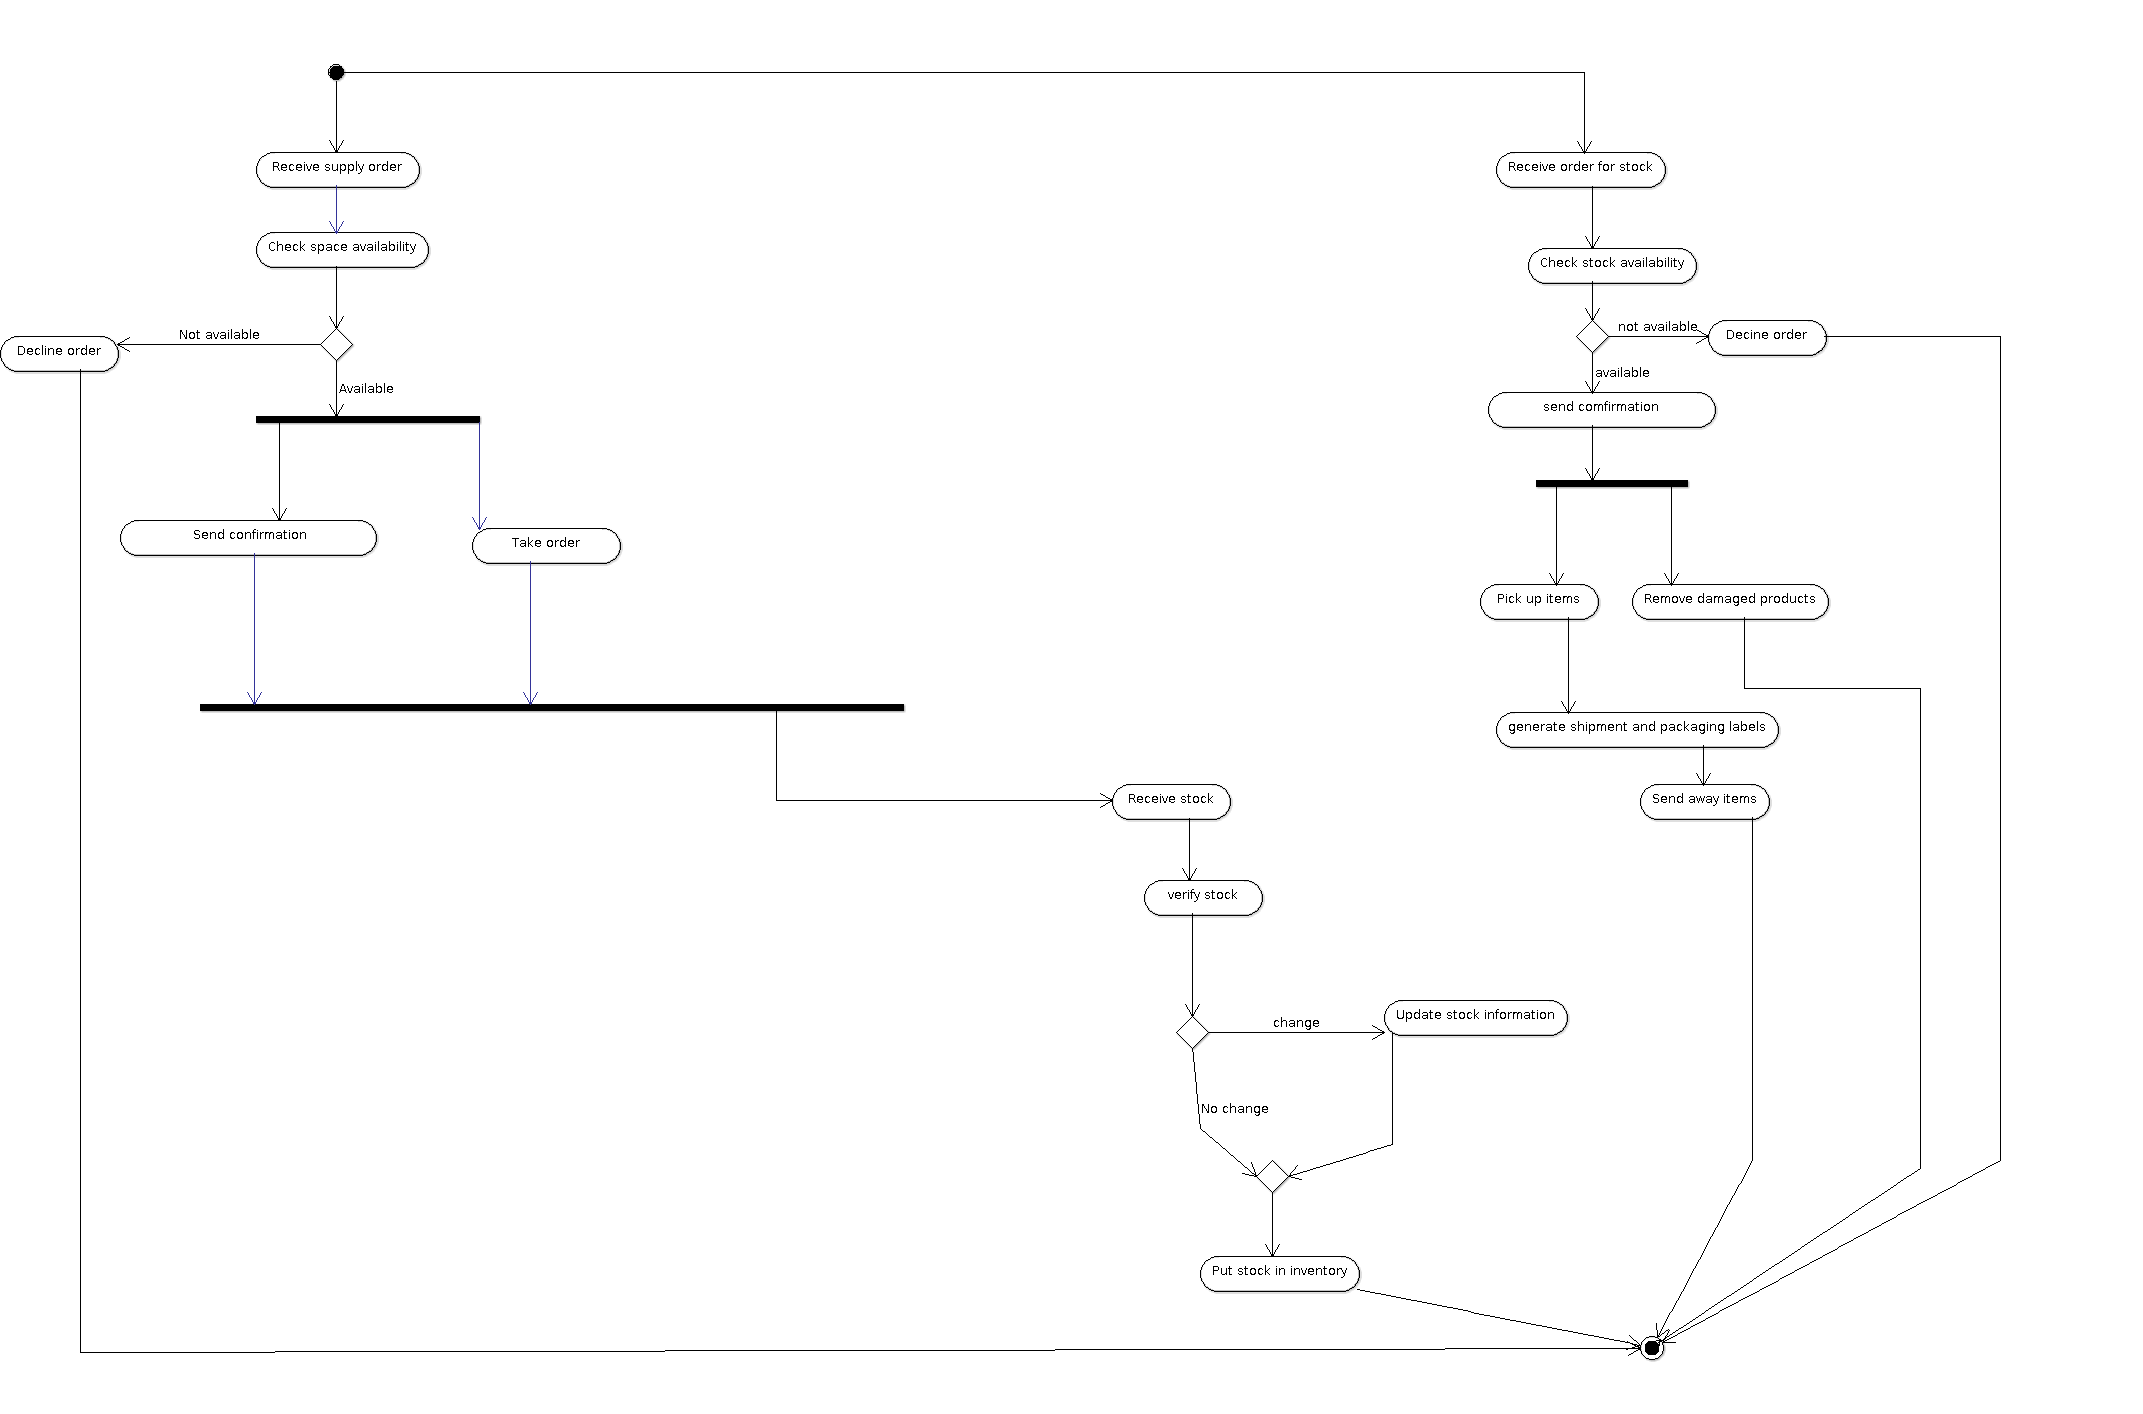 Receive supply order
Receive order for stock
Check space availability
Check stock availability
Not available
Decline order
not available
Decine order
Available
available
send comfirmation
Send confirmation
Take order
Pick up items
Remove damaged products
generate shipment and packaging labels
Receive stock
Send away items
verify stock
change
Update stock information
No change
Put stock in inventory